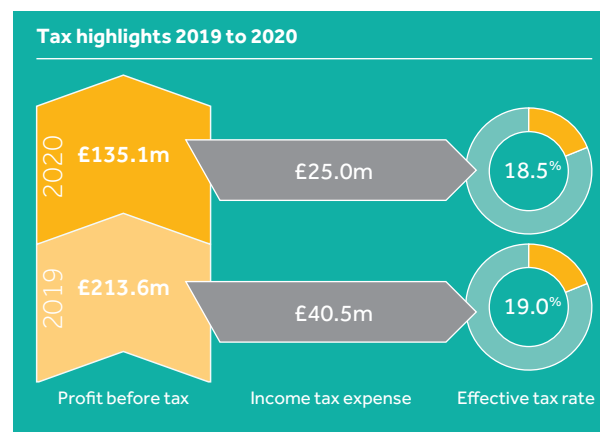 Tax highlights 2019 to 2020
2020
£135.1m
£25.0m
18.5%
2019
£213.6m
£40.5m
19.0%
Profit before tax
Income tax expense
Effective tax rate